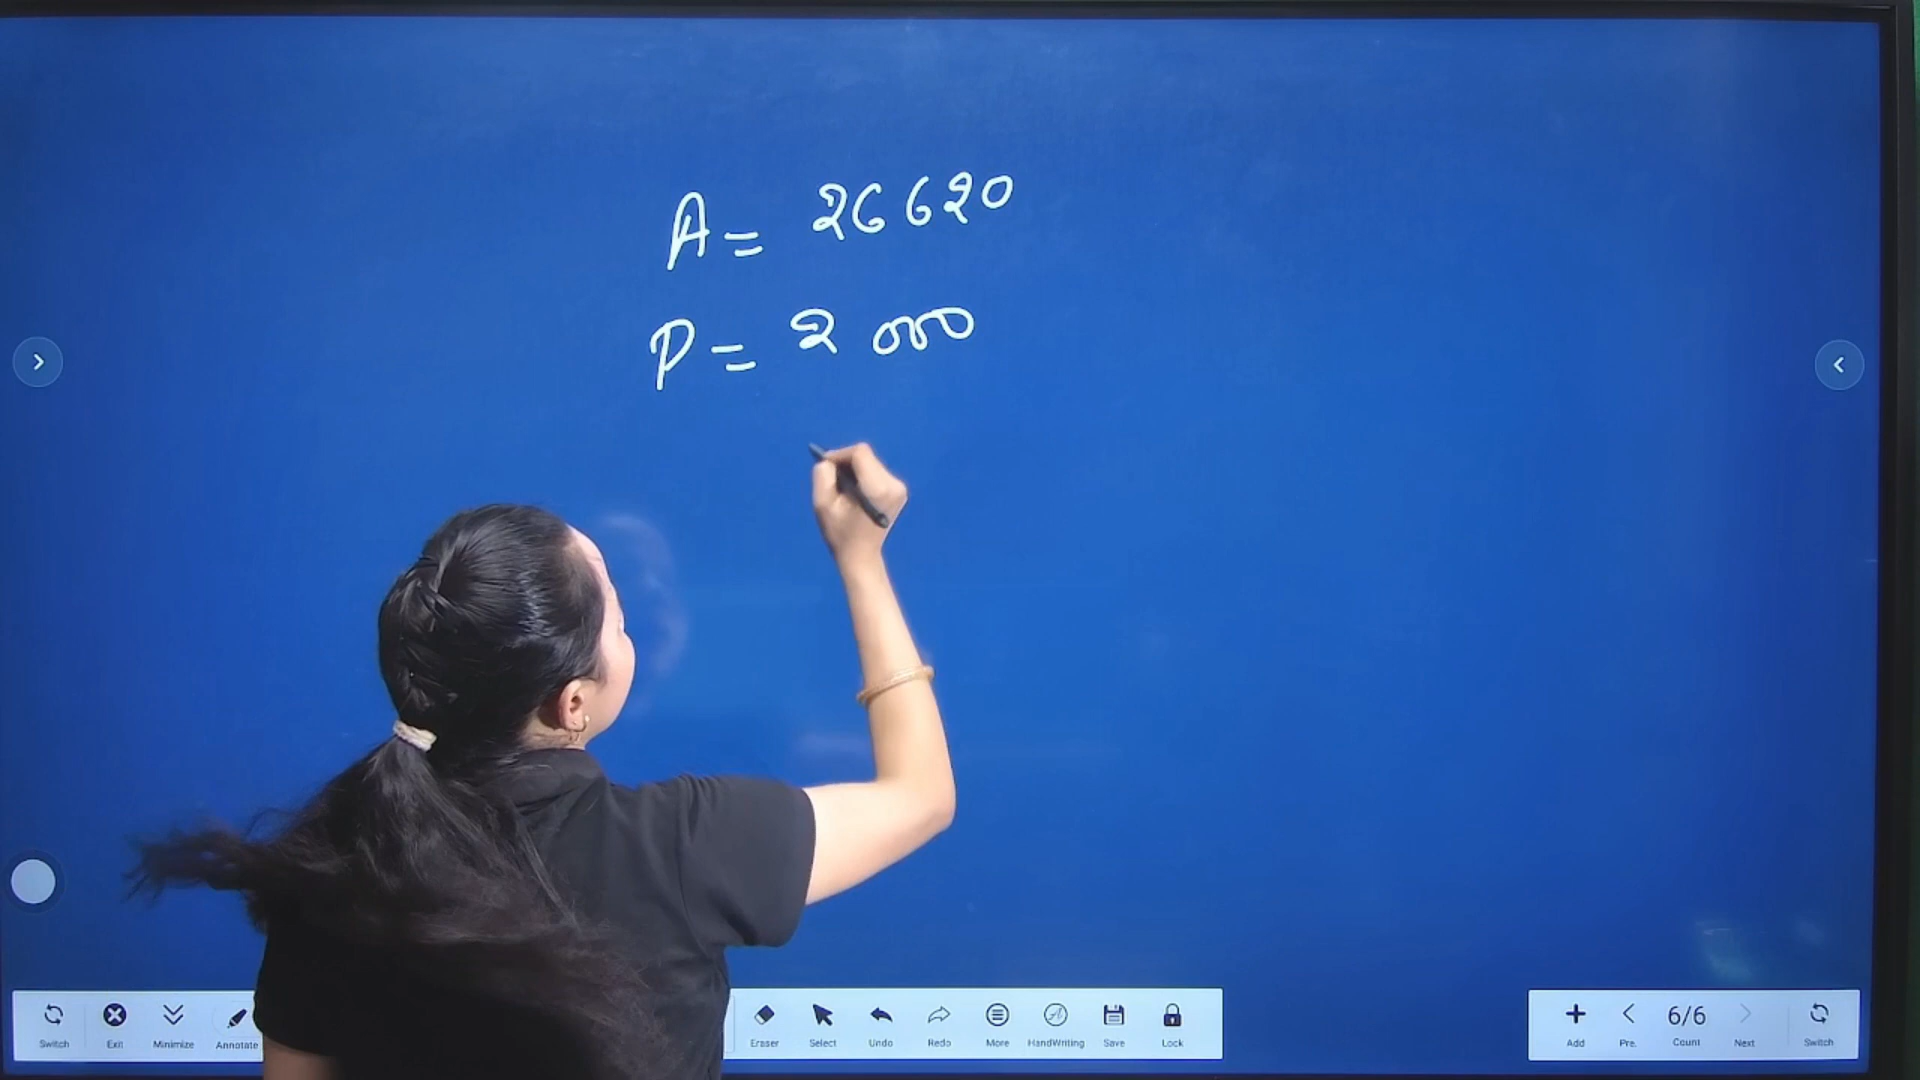 A = 26620
P = 2000
Switch Exit Minimize Annotate Eraser Select Undo Redo More HandWriting Save Lock
Add Pre. 6/6 Count Next Switch